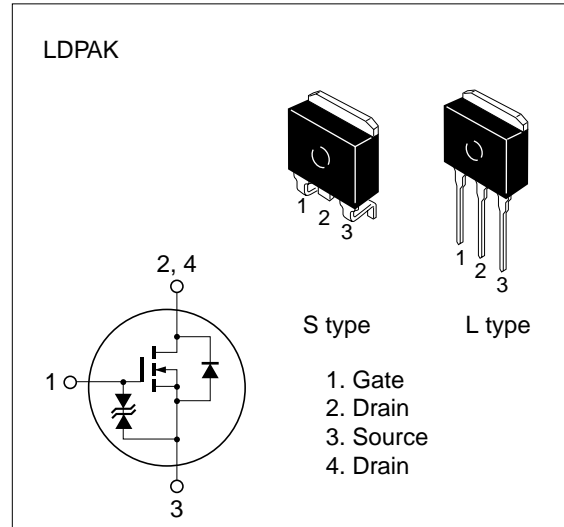 LDPAK
1 2 3
1 2 3
2, 4
1
3
S type
L type
1. Gate
2. Drain
3. Source
4. Drain